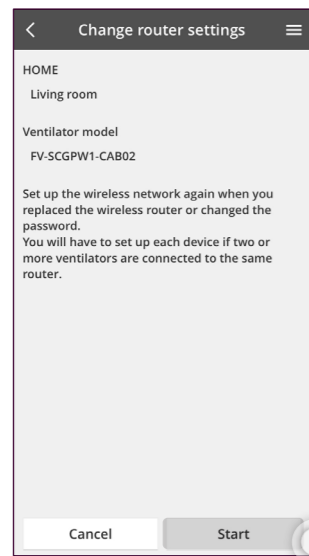 Change router settings
HOME
Living room
Ventilator model
FV-SCGPW1-CAB02
Set up the wireless network again when you
replaced the wireless router or changed the
password.
You will have to set up each device if two or
more ventilators are connected to the same
router.
Cancel
Start